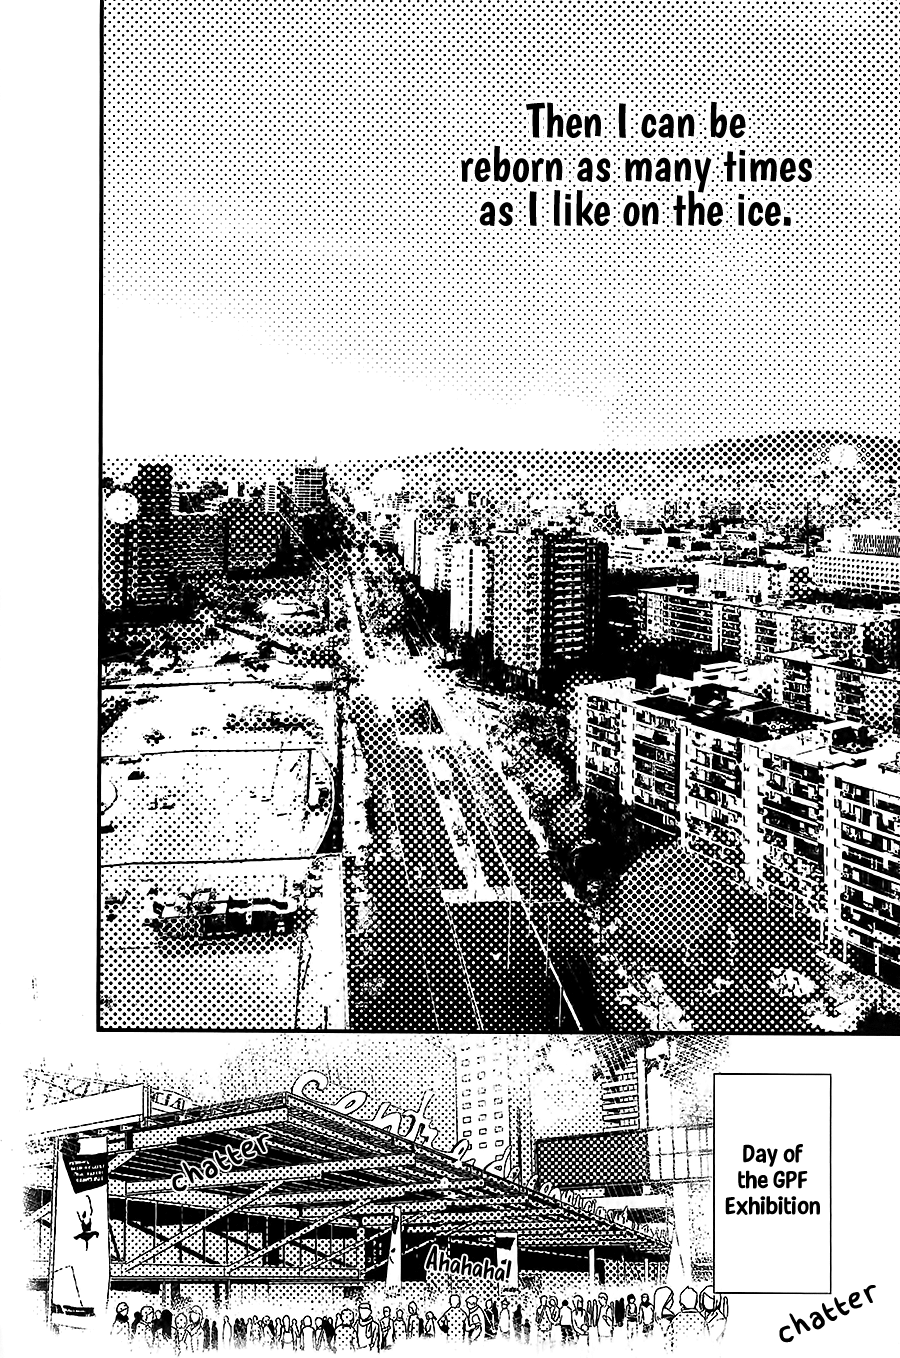 Then I can be
reborn as many times
as I like on the ice.
chatter
Ahahaha!
Day of
the GPF
Exhibition
chatter